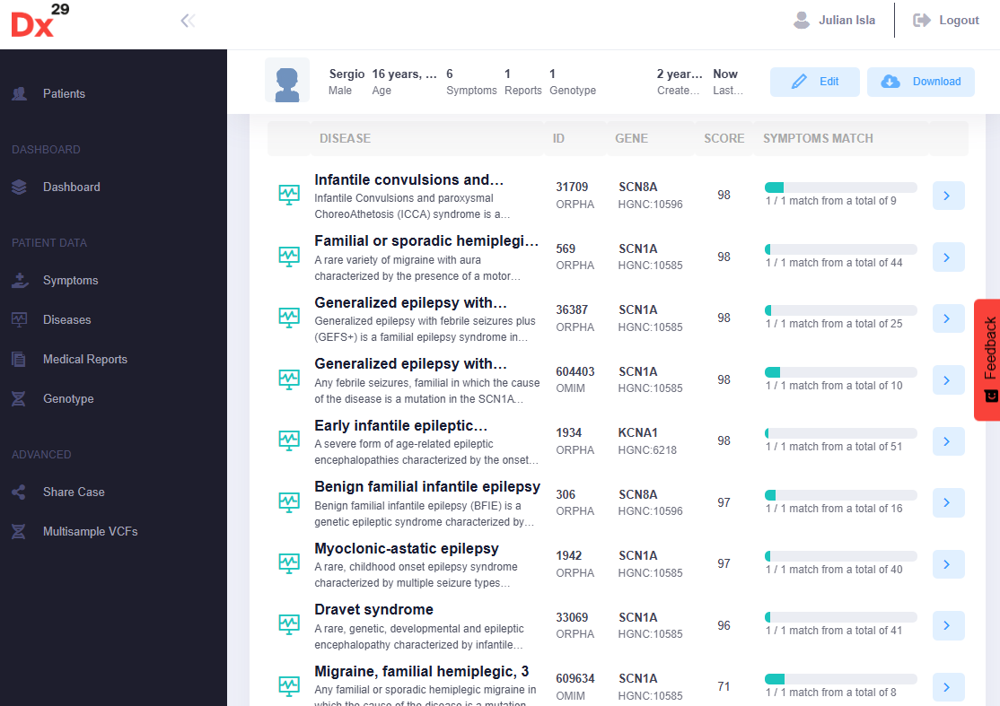 Dx29
Julian Isla
Logout
Patients
DASHBOARD
Dashboard
PATIENT DATA
Symptoms
Diseases
Medical Reports
Genotype
ADVANCED
Share Case
Multisample VCFs
Sergio 16 years, ... 6 1 1 2 year... Now
Male Age Symptoms Reports Genotype Create... Last...
Edit
Download
DISEASE ID GENE SCORE SYMPTOMS MATCH
Infantile convulsions and...
Infantile Convulsions and paroxysmal
ChoreoAthetosis (ICCA) syndrome is a...
31709
ORPHA
SCN8A
HGNC:10596
98
1 / 1 match from a total of 9
Familial or sporadic hemiplegi...
A rare variety of migraine with aura
characterized by the presence of a motor...
569
ORPHA
SCN1A
HGNC:10585
98
1 / 1 match from a total of 44
Generalized epilepsy with...
Generalized epilepsy with febrile seizures plus
(GEFS+) is a familial epilepsy syndrome in...
36387
ORPHA
SCN1A
HGNC:10585
98
1 / 1 match from a total of 25
Generalized epilepsy with...
Any febrile seizures, familial in which the cause
of the disease is a mutation in the SCN1A...
604403
OMIM
SCN1A
HGNC:10585
98
1 / 1 match from a total of 10
Early infantile epileptic...
A severe form of age-related epileptic
encephalopathies characterized by the onset...
1934
ORPHA
KCNA1
HGNC:6218
98
1 / 1 match from a total of 51
Benign familial infantile epilepsy
Benign familial infantile epilepsy (BFIE) is a
genetic epileptic syndrome characterized by...
306
ORPHA
SCN8A
HGNC:10596
97
1 / 1 match from a total of 16
Myoclonic-astatic epilepsy
A rare, childhood onset epilepsy syndrome
characterized by multiple seizure types...
1942
ORPHA
SCN1A
HGNC:10585
97
1 / 1 match from a total of 40
Dravet syndrome
A rare, genetic, developmental and epileptic
encephalopathy characterized by infantile...
33069
ORPHA
SCN1A
HGNC:10585
96
1 / 1 match from a total of 41
Migraine, familial hemiplegic, 3
Any familial or sporadic hemiplegic migraine in
which the cause of the disease is a mutation
609634
OMIM
SCN1A
HGNC:10585
71
1 / 1 match from a total of 8
Feedback